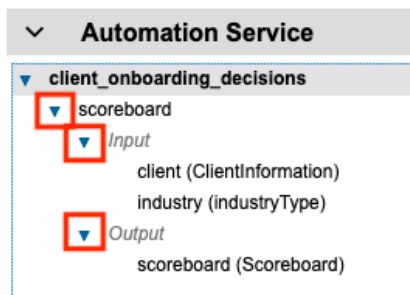 Automation Service
client_onboarding_decisions
scoreboard
Input
client (ClientInformation)
industry (industryType)
Output
scoreboard (Scoreboard)